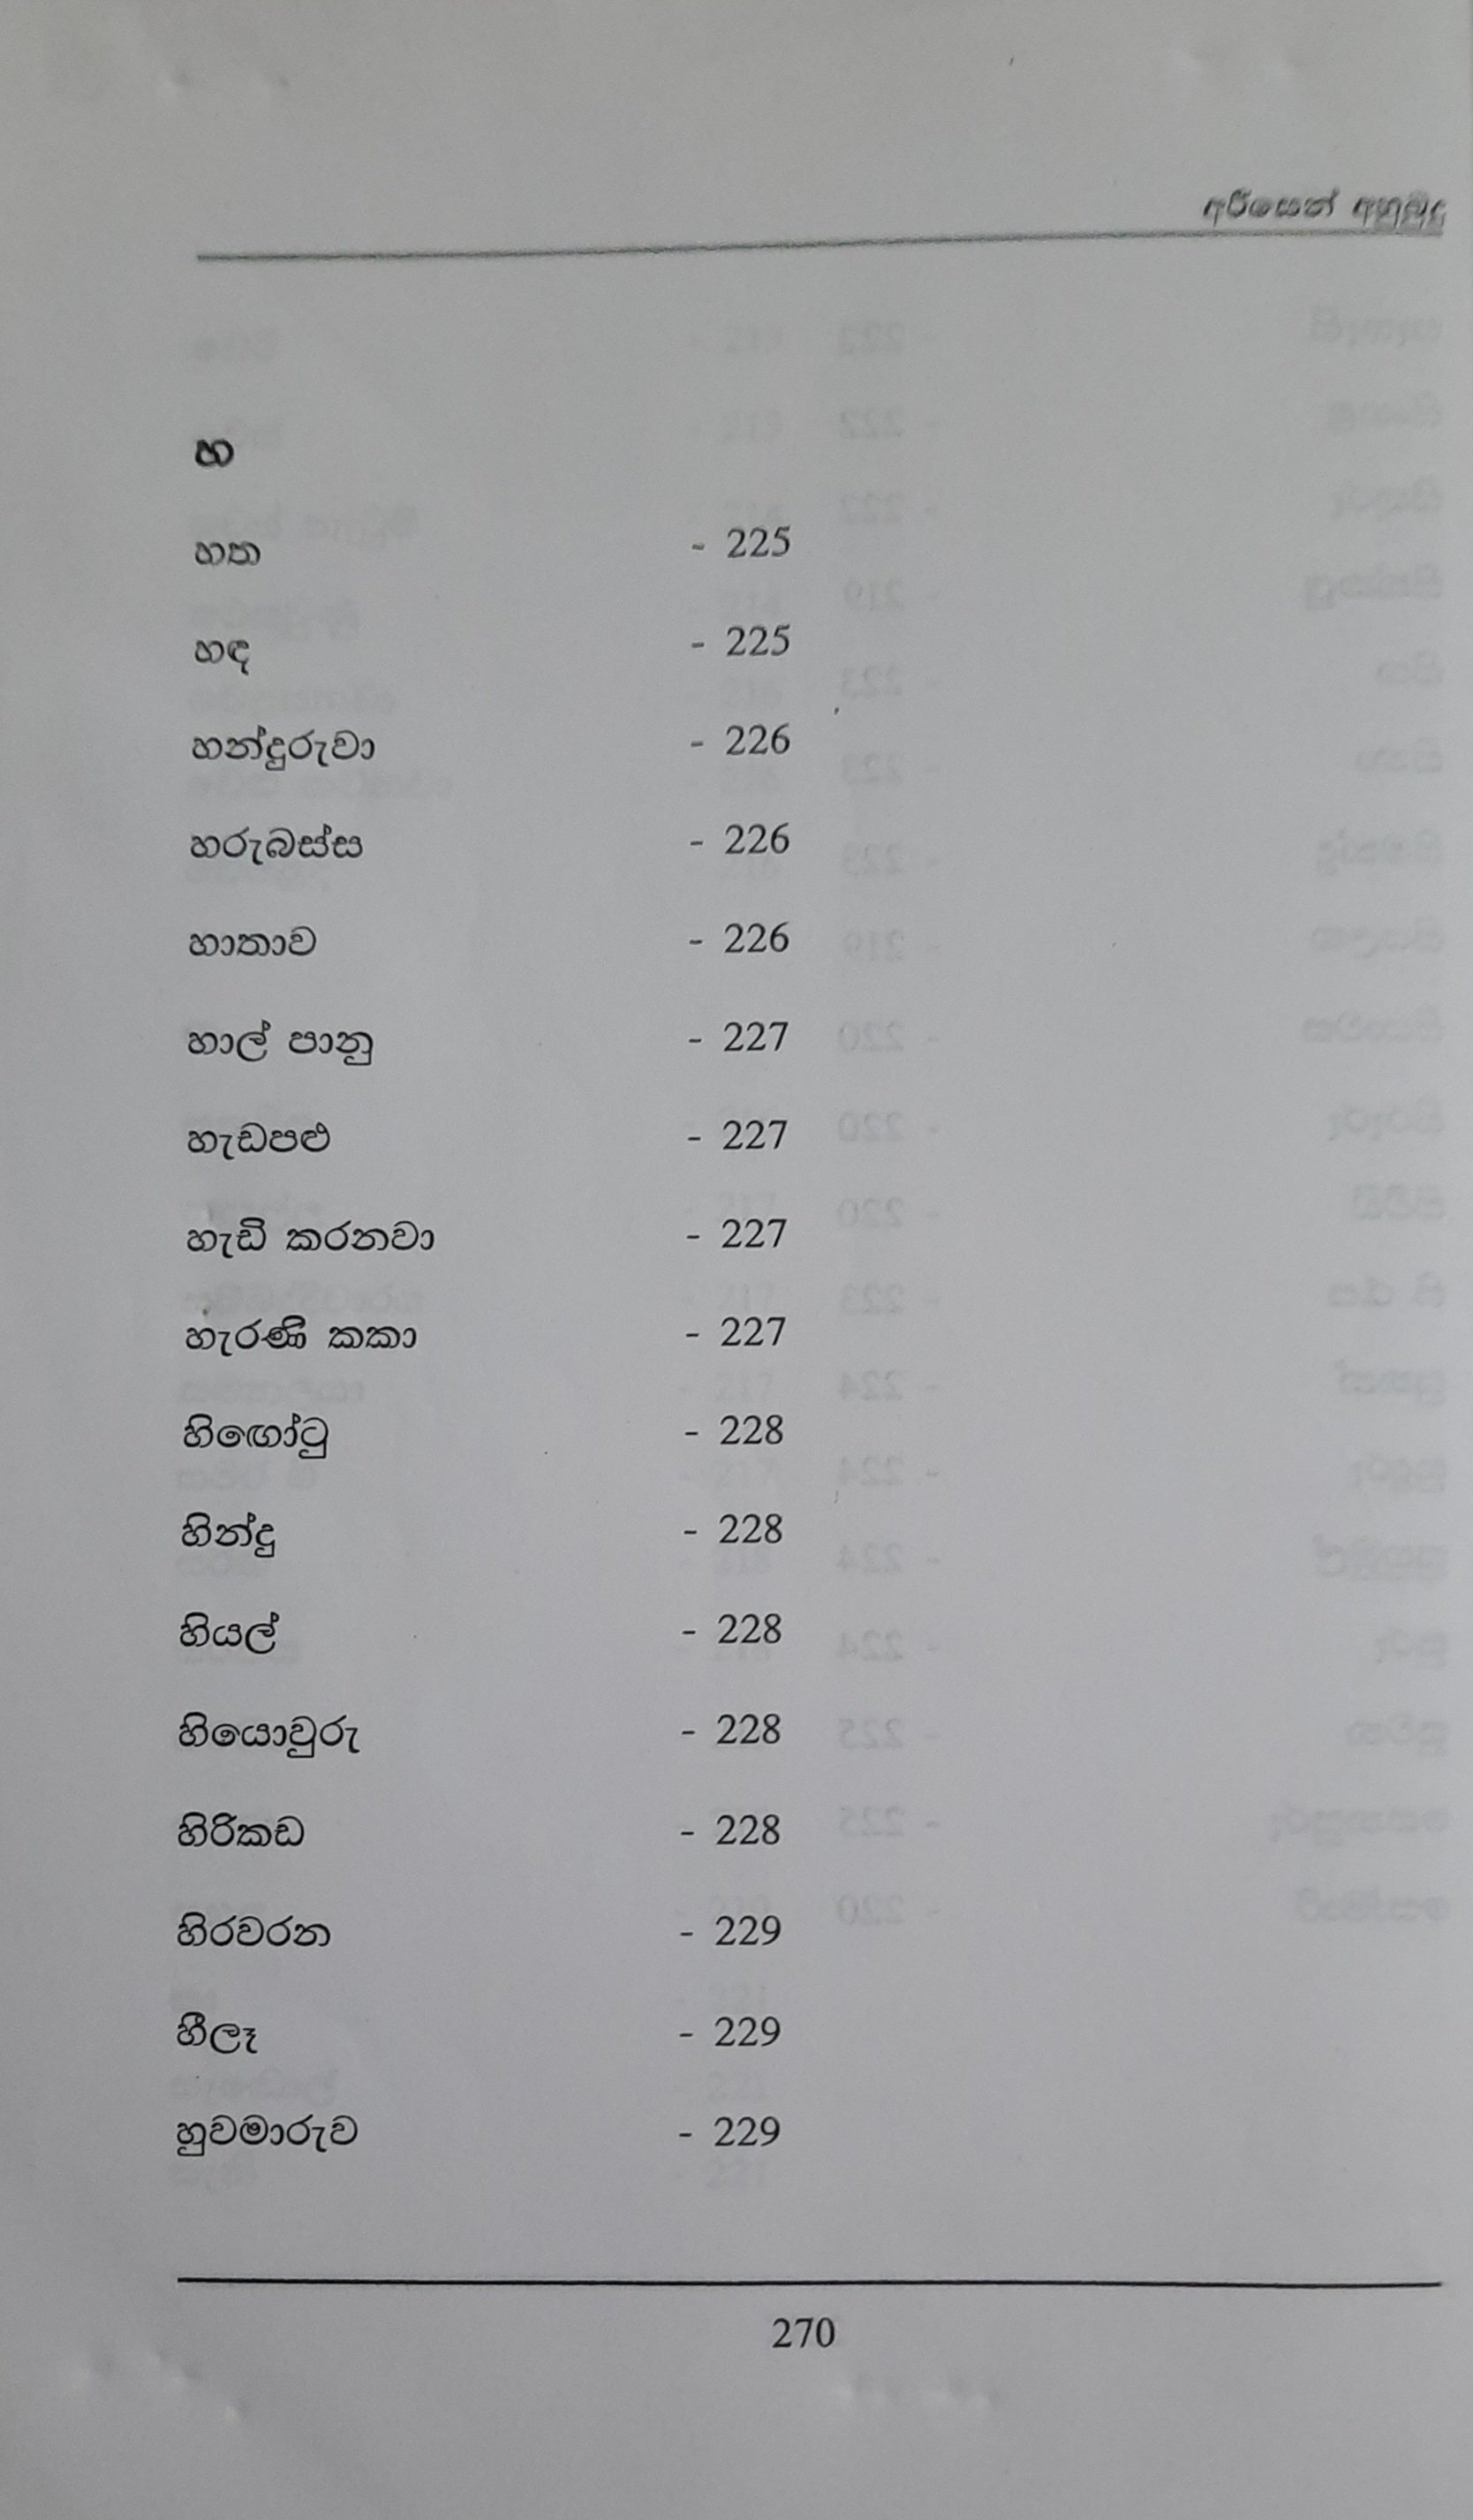 අරීසෙන් අහුබුදු
හ
හත - 225
හඳ - 225
හන්දුරුවා - 226
හරුබස්ස - 226
හාතාව - 226
හාල් පානු - 227
හැඩපළු - 227
හැඩි කරනවා - 227
හැරණි කකා - 227
හිඟෝටු - 228
හින්දු - 228
හියල් - 228
හියොවුරු - 228
හිරිකඩ - 228
හිරවරන - 229
හීලෑ - 229
හුවමාරුව - 229
270